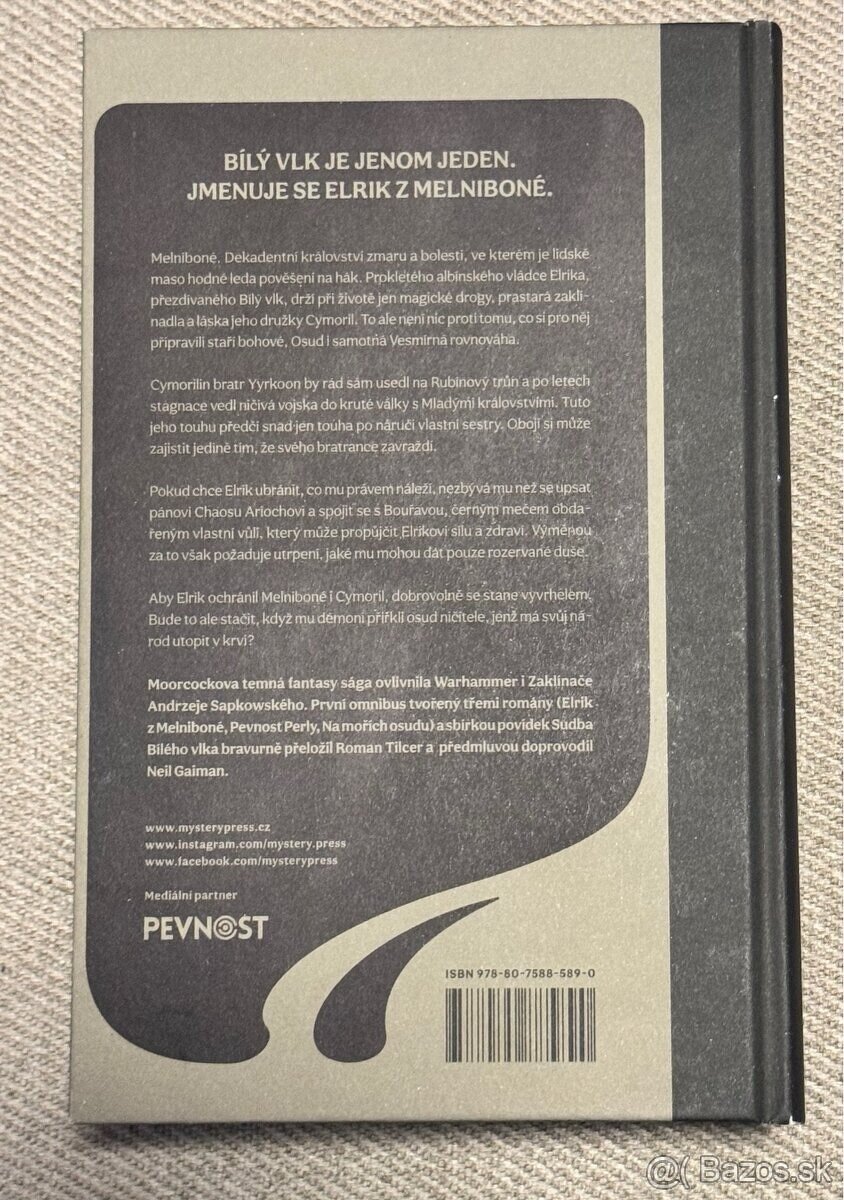 BÍLÝ VLK JE JENOM JEDEN.
JMENUJE SE ELRIK Z MELNIBONÉ.
Melniboné. Dekadentní království zmaru a bolesti, ve kterém je lidské
maso hodné leda pověšení na hák. Prokletého albínského vládce Elrika,
přezdívaného Bílý vlk, drží při životě jen magické drogy, prastará zaklí-
nadla a láska jeho družky Cymoril. To ale není nic proti tomu, co si pro něj
připravili staří bohové, Osud i samotná Vesmírná rovnováha.
Cymorilin bratr Yyrkoon by rád sám usedl na Rubínový trůn a po letech
stagnace vedl ničivá vojska do kruté války s Mladými královstvími. Tuto
jeho touhu předčí snad jen touha po náruči vlastní sestry. Obojí si může
zajistit jedině tím, že svého bratrance zavraždí.
Pokud chce Elrik ubránit, co mu právem náleží, nezbývá mu než se upsat
pánovi Chaosu Ariochovi a spojit se s Bouřavou, černým mečem obda-
řeným vlastní vůlí, který může propůjčit Elrikovi sílu a zdraví. Výměnou
za to však požaduje utrpení, jaké mu mohou dát pouze rozervané duše.
Aby Elrik ochránil Melniboné i Cymoril, dobrovolně se stane vyvrhelem.
Bude to ale stačit, když mu démoni přiřkli osud ničitele, jenž má svůj ná-
rod utopit v krvi?
Moorcockova temná fantasy sága ovlivnila Warhammer i Zaklínače
Andrzeje Sapkowského. První omnibus tvořený třemi romány (Elrik
z Melniboné, Pevnost Perly, Na mořích osudu) a sbírkou povídek Sudba
Bílého vlka bravurně přeložil Roman Tilcer a předmluvou doprovodil
Neil Gaiman.
www.mysterypress.cz
www.instagram.com/mystery.press
www.facebook.com/mysterypress
Mediální partner
PEVNOST
ISBN 978-80-7588-589-0
@( Bazos.sk